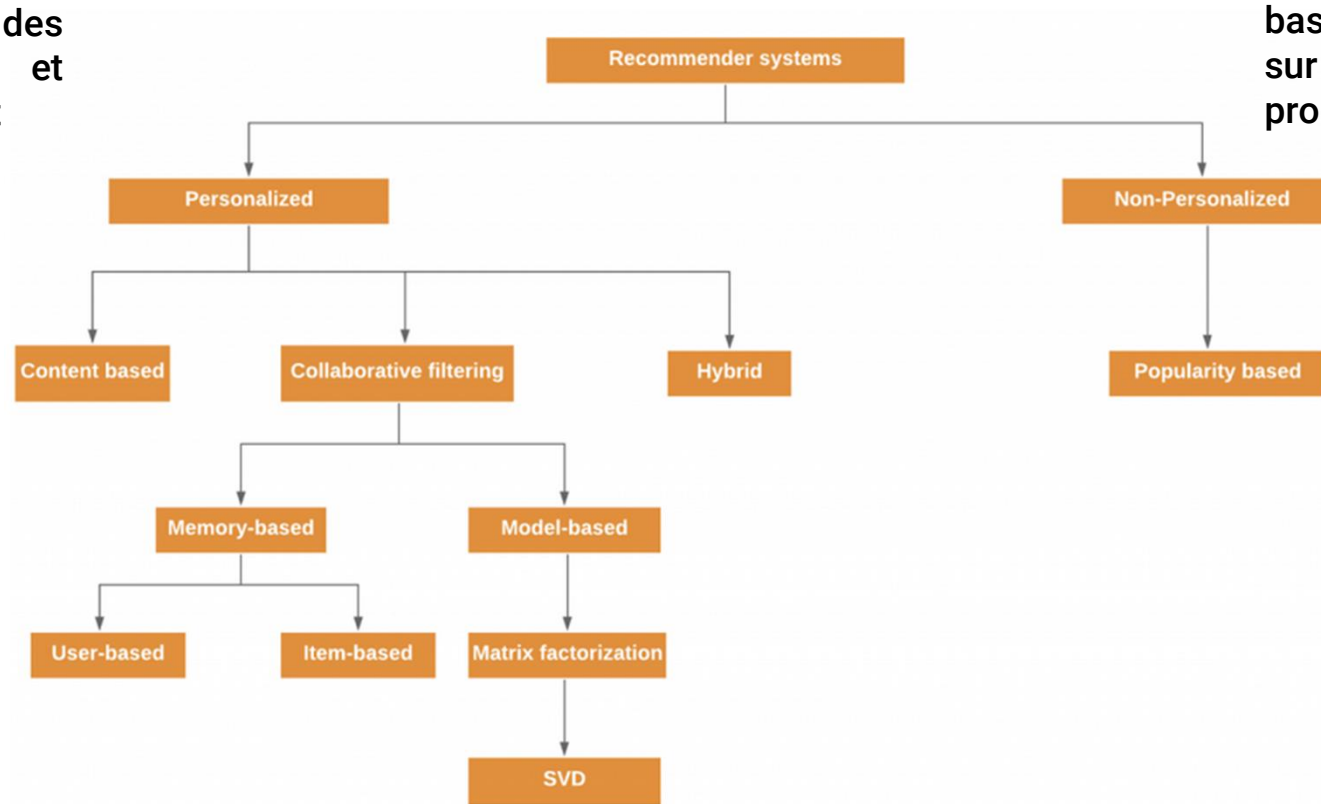 des
et
:
bas
sur
pro
Recommender systems
Personalized
Non-Personalized
Content based
Collaborative filtering
Hybrid
Popularity based
Memory-based
Model-based
User-based
Item-based
Matrix factorization
SVD